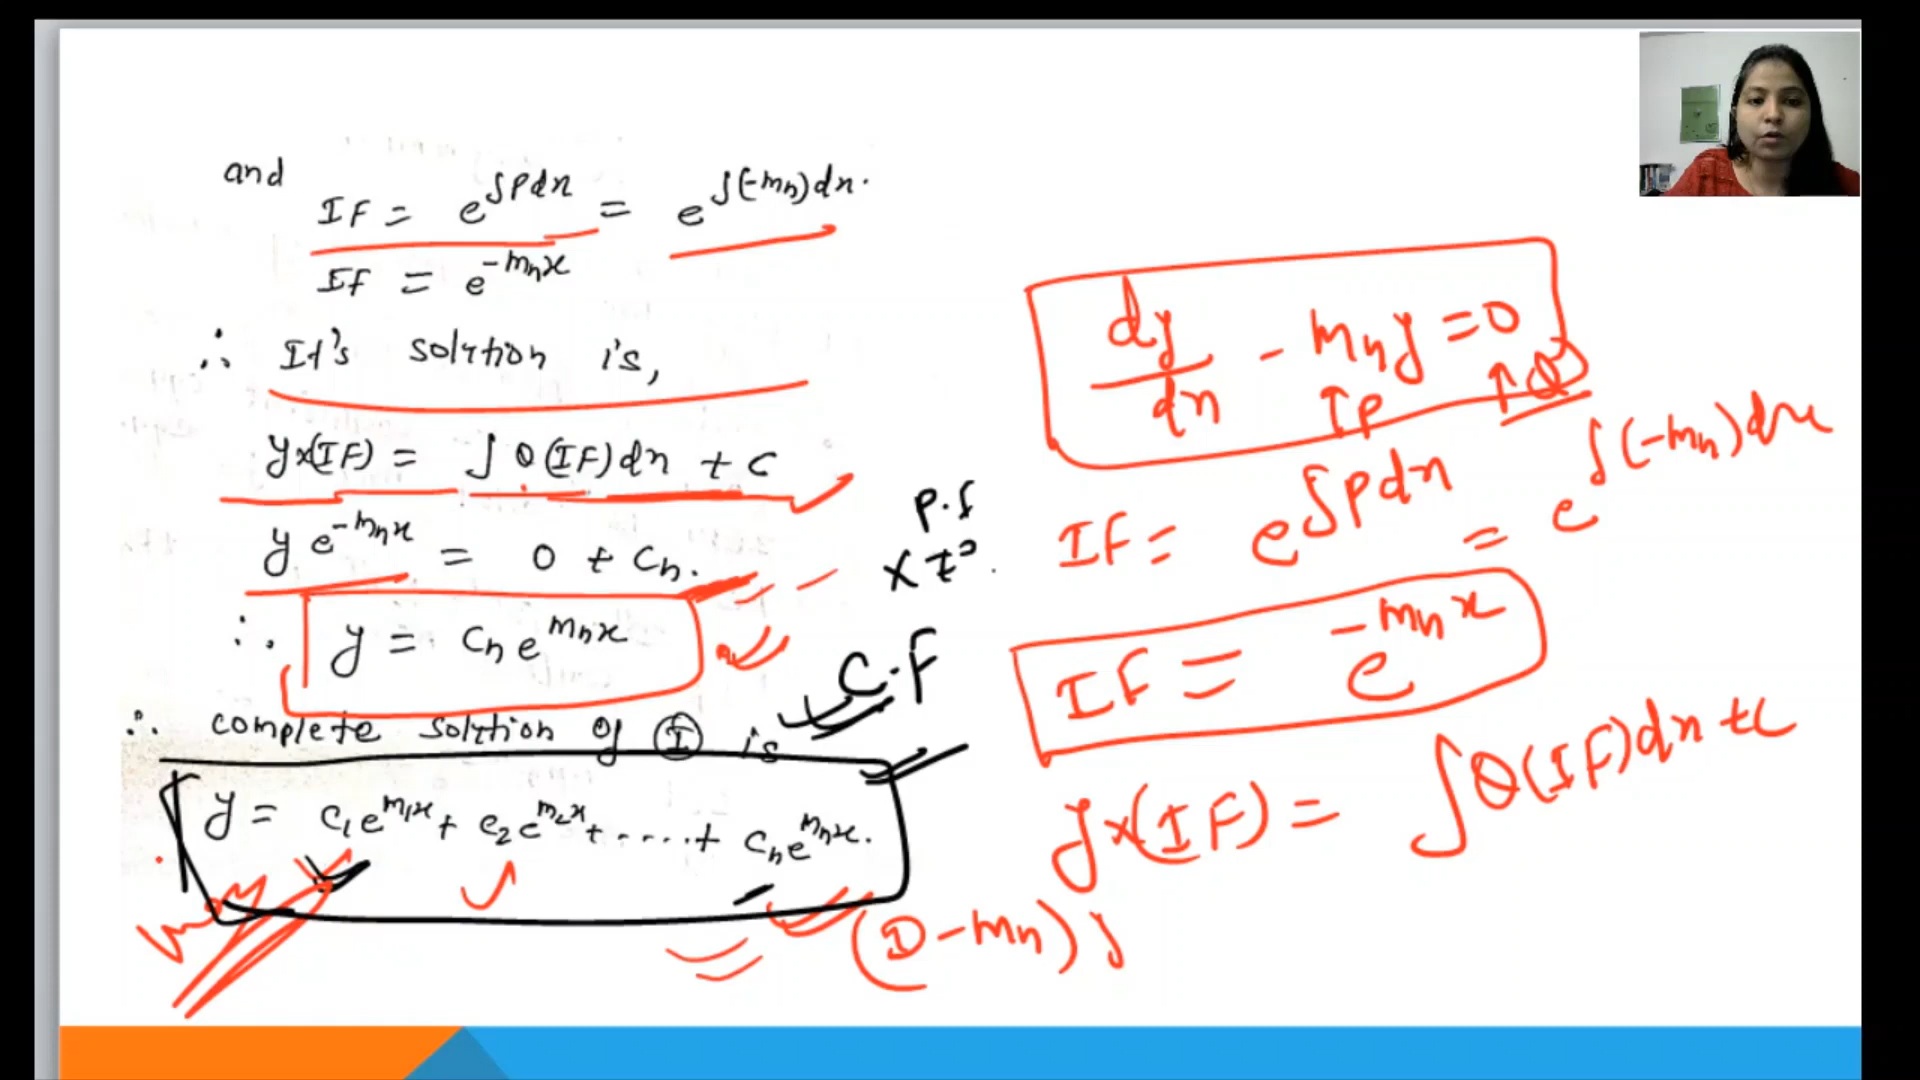 and
IF = e^{∫Pdx} = e^{∫(-mₙ)dx}.
IF = e^{-mₙx}
∴ It's solution is,
y×(IF) = ∫Q(IF)dx + c
y e^{-mₙx} = 0 + Cₙ.
∴ y = Cₙ e^{mₙx}
∴ complete solution of (I) is
y = C₁e^{m₁x} + C₂e^{m₂x} + ..... + Cₙe^{mₙx}.
P.I
C.F
(D-mₙ)y
dy/dx - mₙy = 0
↑P ↑Q
IF = e^{∫Pdx} = e^{∫(-mₙ)dx}
IF = e^{-mₙx}
y×(IF) = ∫Q(IF)dx + c